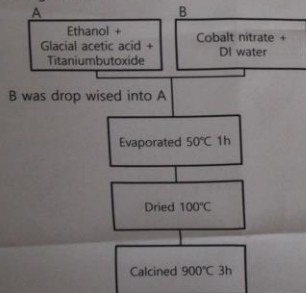 A
B
Ethanol +
Glacial acetic acid +
Titaniumbutoxide
Cobalt nitrate +
DI water
B was drop wised into A
Evaporated 50°C 1h
Dried 100°C
Calcined 900°C 3h